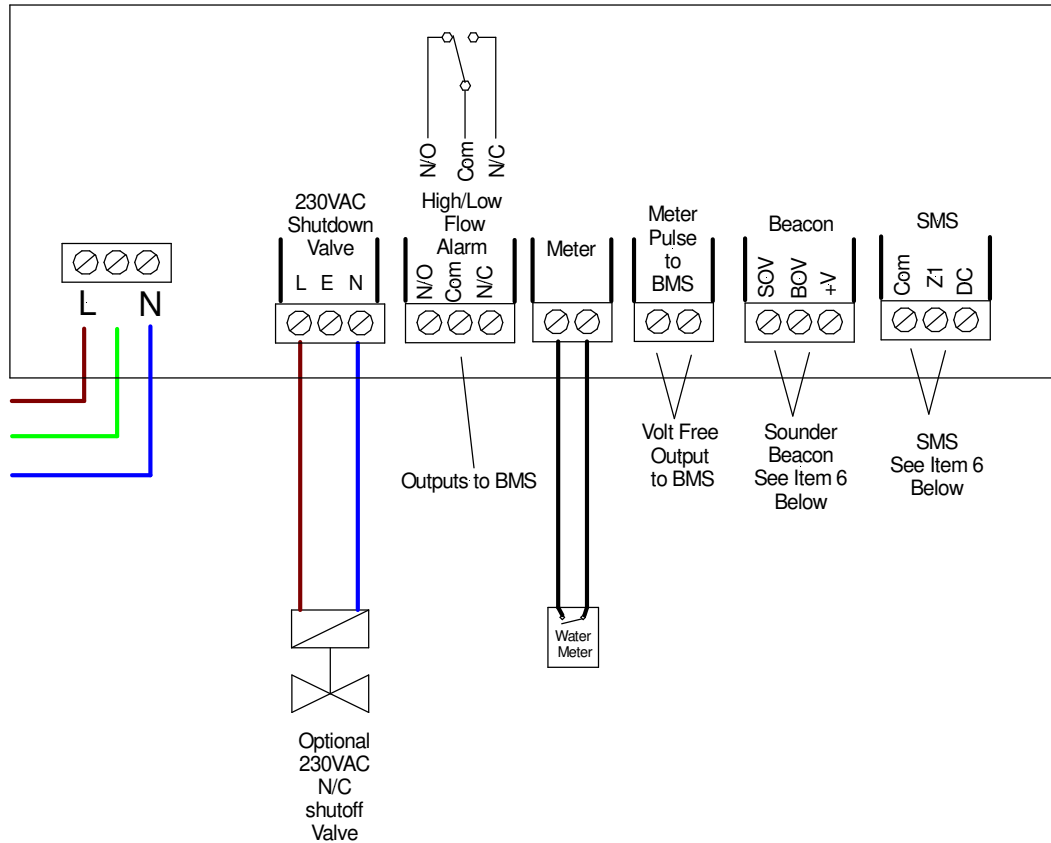 N/O
Com
N/C
230VAC
Shutdown
Valve
L E N
High/Low
Flow
Alarm
N/O
Com
N/C
Meter
Meter
Pulse
to
BMS
Beacon
SOV
BOV
+V
SMS
Com
Z1
DC
L N
Outputs to BMS
Volt Free
Output
to BMS
Sounder
Beacon
See Item 6
Below
SMS
See Item 6
Below
Water
Meter
Optional
230VAC
N/C
shutoff
Valve